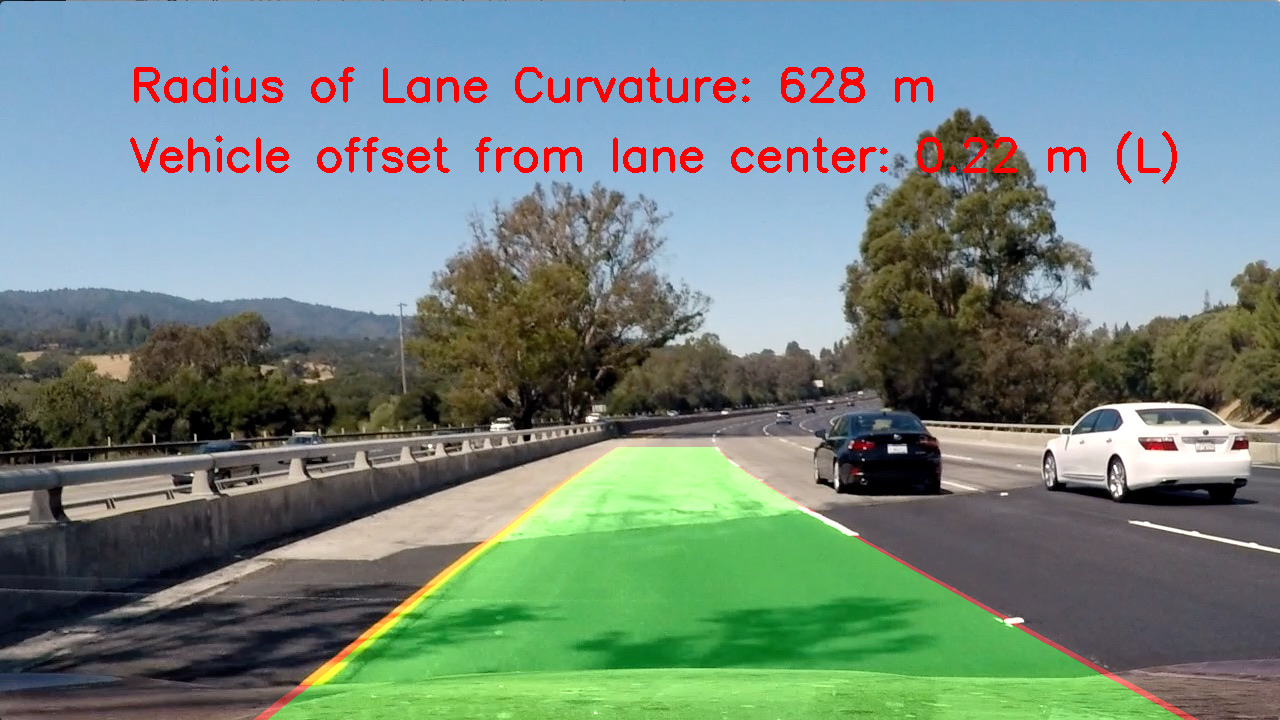 Radius of Lane Curvature: 628 m
Vehicle offset from lane center: 0.22 m (L)